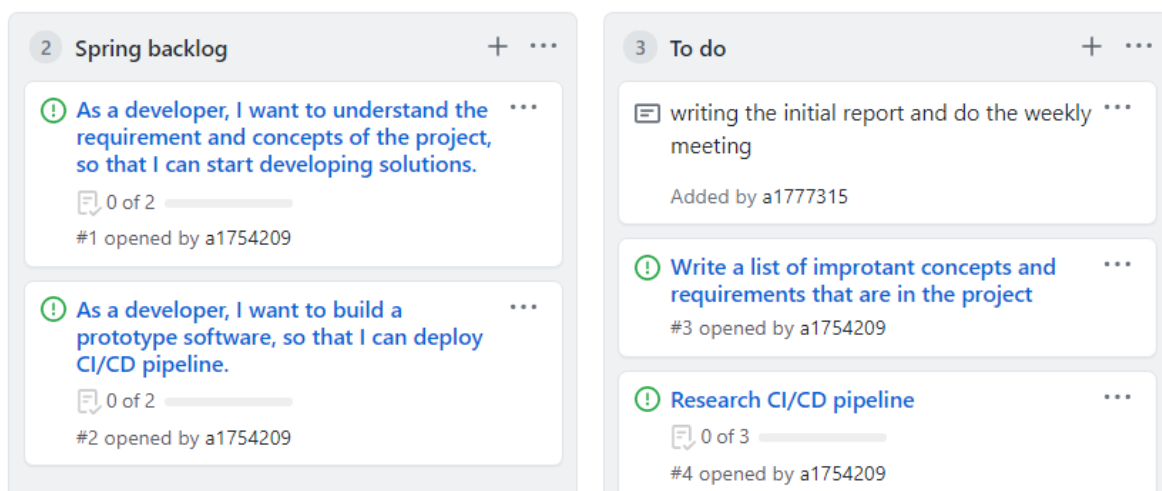 2 Spring backlog
As a developer, I want to understand the
requirement and concepts of the project,
so that I can start developing solutions.
0 of 2
#1 opened by a1754209
As a developer, I want to build a
prototype software, so that I can deploy
CI/CD pipeline.
0 of 2
#2 opened by a1754209
3 To do
writing the initial report and do the weekly
meeting
Added by a1777315
Write a list of improtant concepts and
requirements that are in the project
#3 opened by a1754209
Research CI/CD pipeline
0 of 3
#4 opened by a1754209